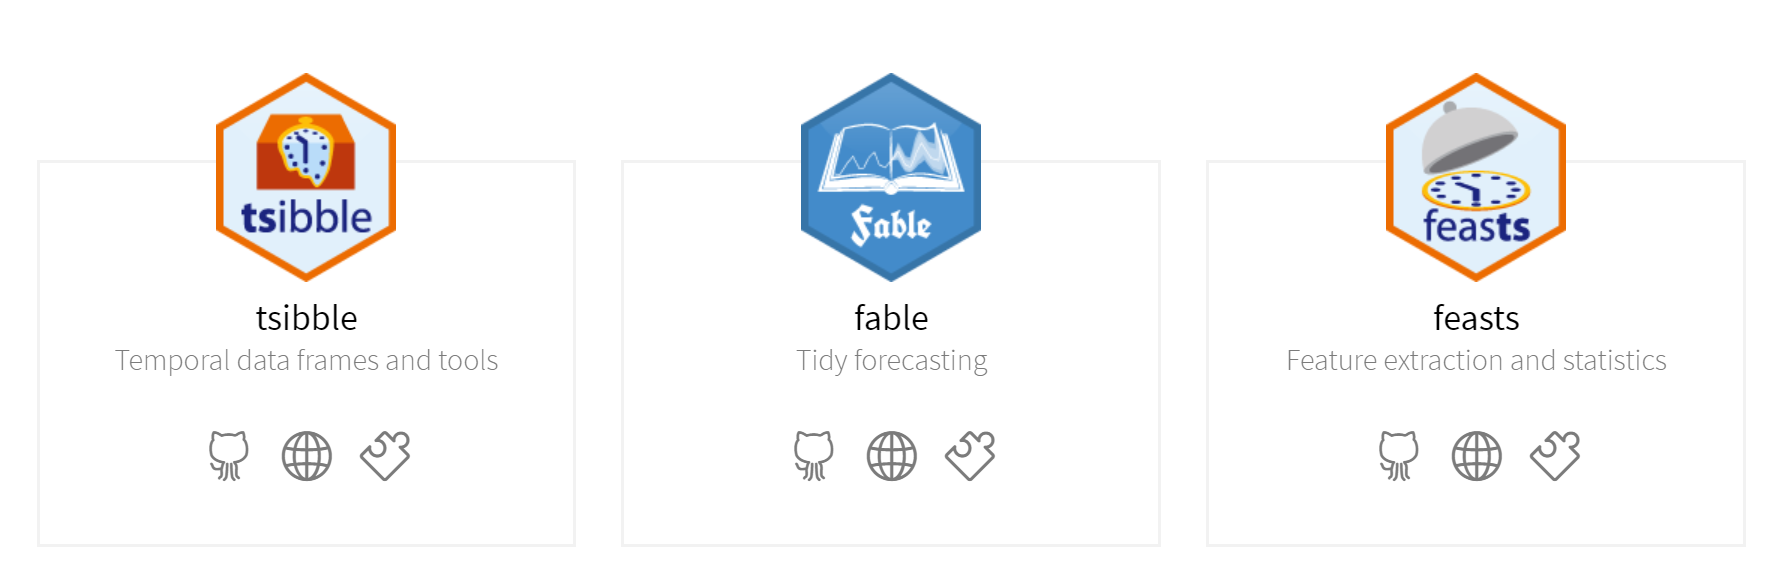 tsibble
tsibble
Temporal data frames and tools
Fable
fable
Tidy forecasting
feasts
feasts
Feature extraction and statistics